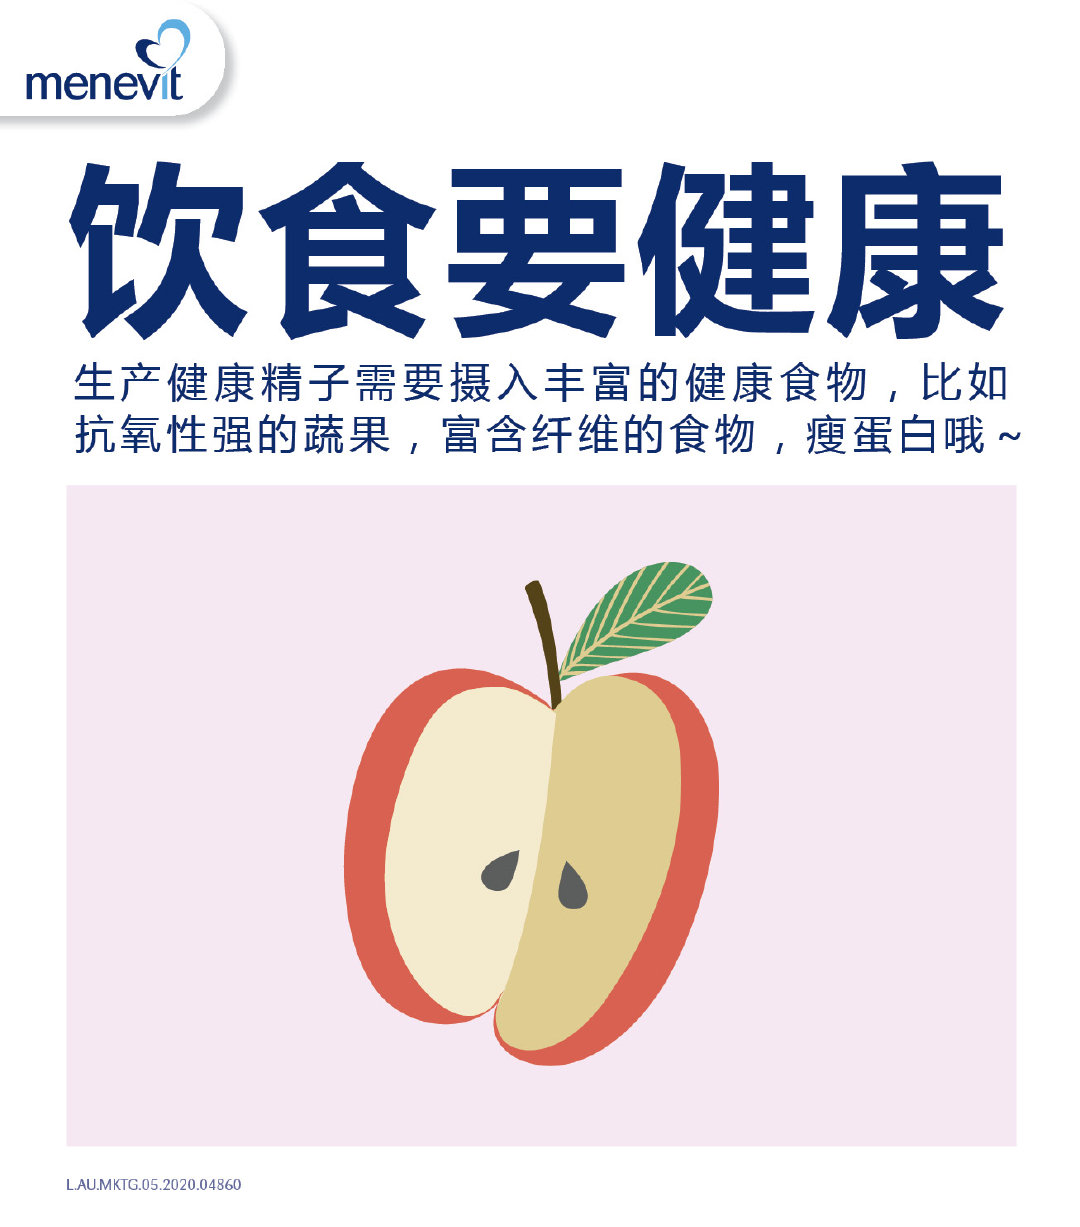 menevit
饮食要健康
生产健康精子需要摄入丰富的健康食物，比如
抗氧性强的蔬果，富含纤维的食物，瘦蛋白哦~
L.AU.MKTG.05.2020.04860